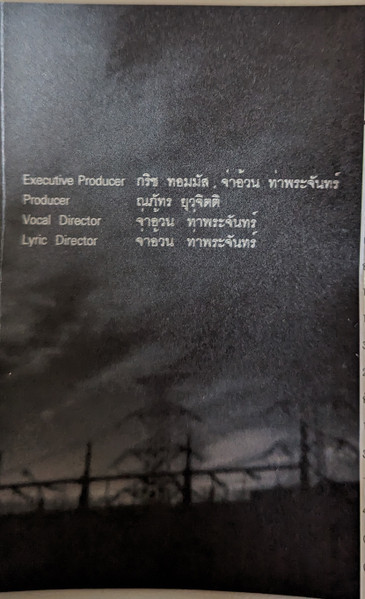 Executive Producer กริช ทอมมัส , จ่าอ้วน ท่าพระจันทร์
Producer ณภัทร ยุวจิตติ
Vocal Director จ่าอ้วน ท่าพระจันทร์
Lyric Director จ่าอ้วน ท่าพระจันทร์